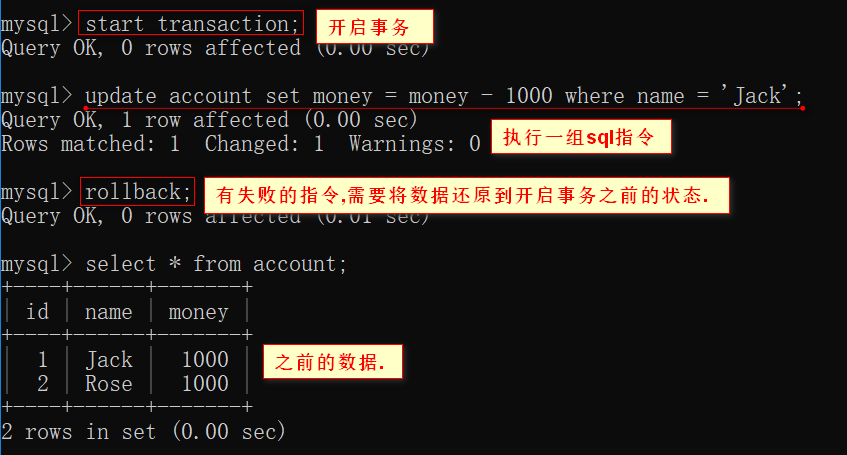 mysql> start transaction;
开启事务
Query OK, 0 rows affected (0.00 sec)
mysql> update account set money = money - 1000 where name = 'Jack';
Query OK, 1 row affected (0.00 sec)
Rows matched: 1  Changed: 1  Warnings: 0
执行一组sql指令
mysql> rollback;
有失败的指令,需要将数据还原到开启事务之前的状态.
Query OK, 0 rows affected (0.01 sec)
mysql> select * from account;
+----+------+-------+
| id | name | money |
+----+------+-------+
|  1 | Jack |  1000 |
之前的数据.
|  2 | Rose |  1000 |
+----+------+-------+
2 rows in set (0.00 sec)